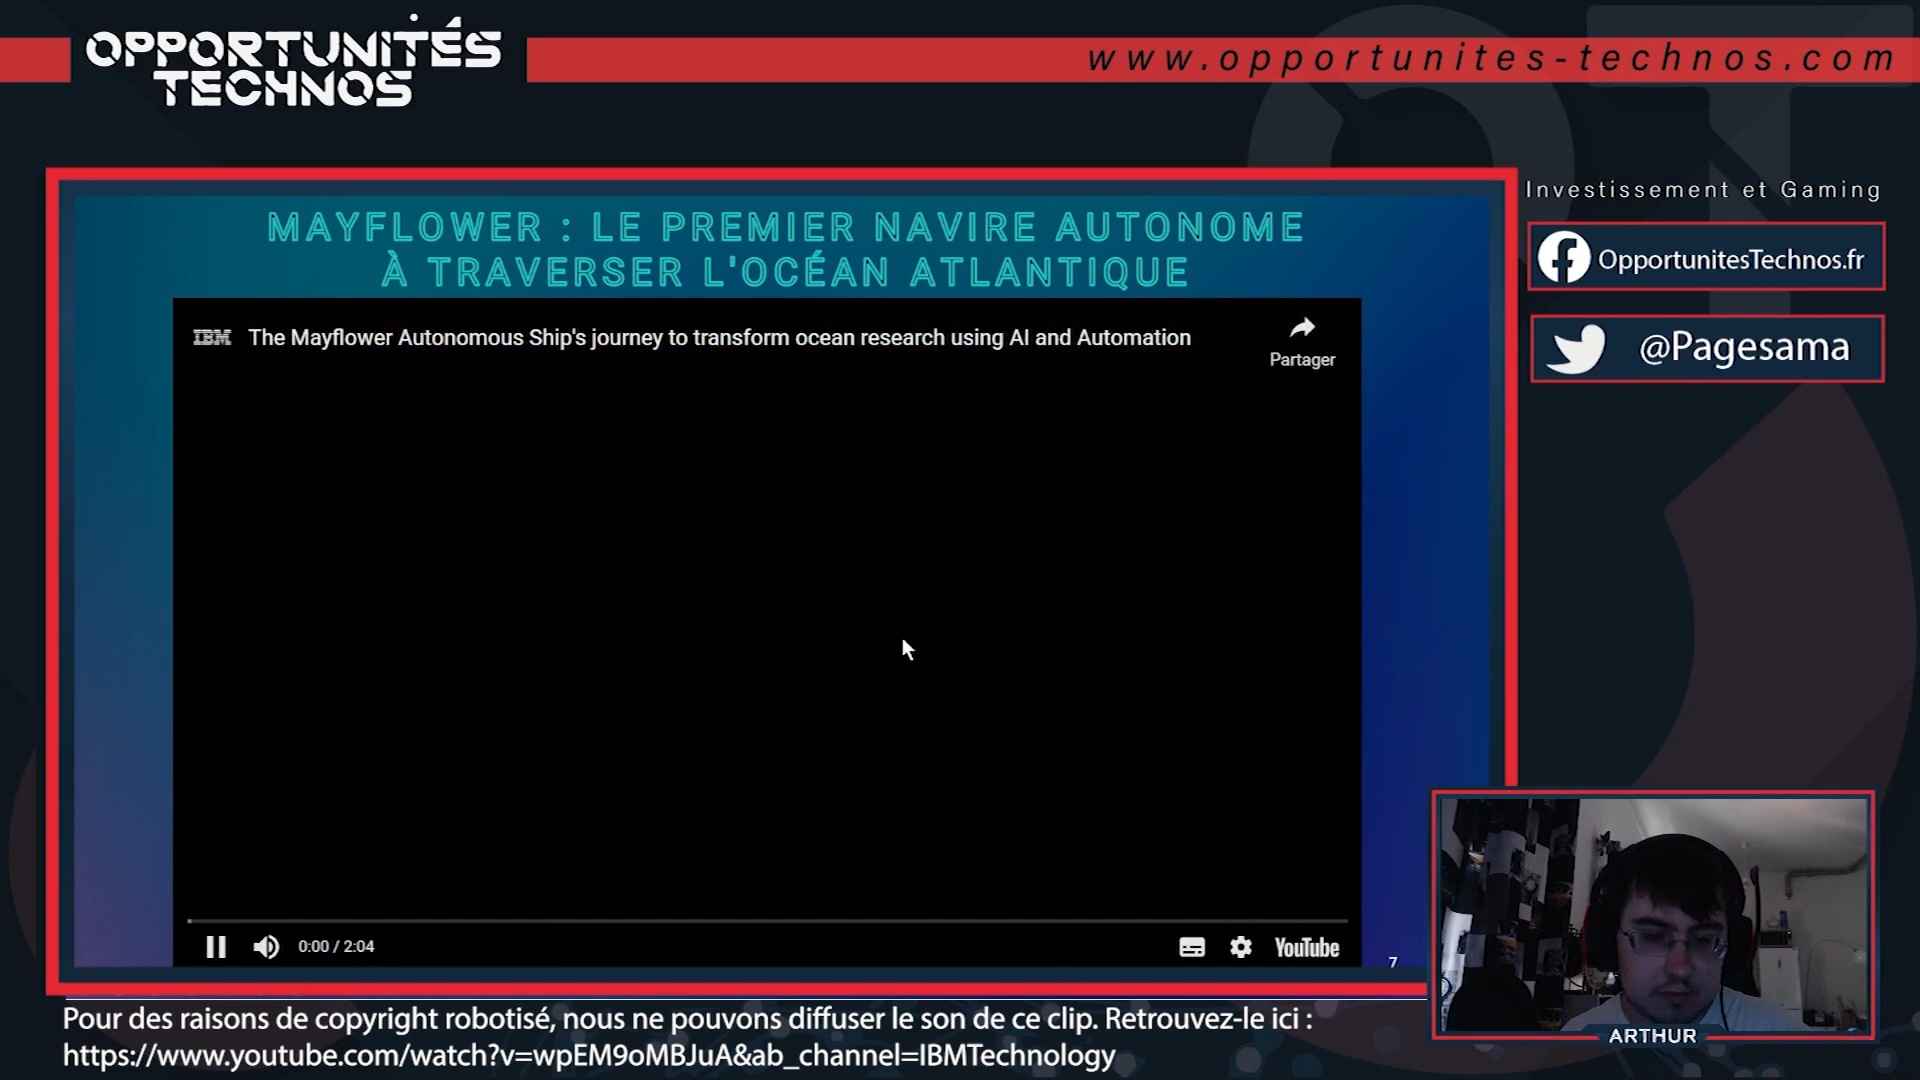 OPPORTUNITÉS
TECHNOS
www.opportunites-technos.com
Investissement et Gaming
OpportunitesTechnos.fr
@Pagesama
MAYFLOWER : LE PREMIER NAVIRE AUTONOME
À TRAVERSER L'OCÉAN ATLANTIQUE
IBM The Mayflower Autonomous Ship's journey to transform ocean research using AI and Automation
Partager
0:00 / 2:04
YouTube
7
ARTHUR
Pour des raisons de copyright robotisé, nous ne pouvons diffuser le son de ce clip. Retrouvez-le ici :
https://www.youtube.com/watch?v=wpEM9oMBJuA&ab_channel=IBMTechnology